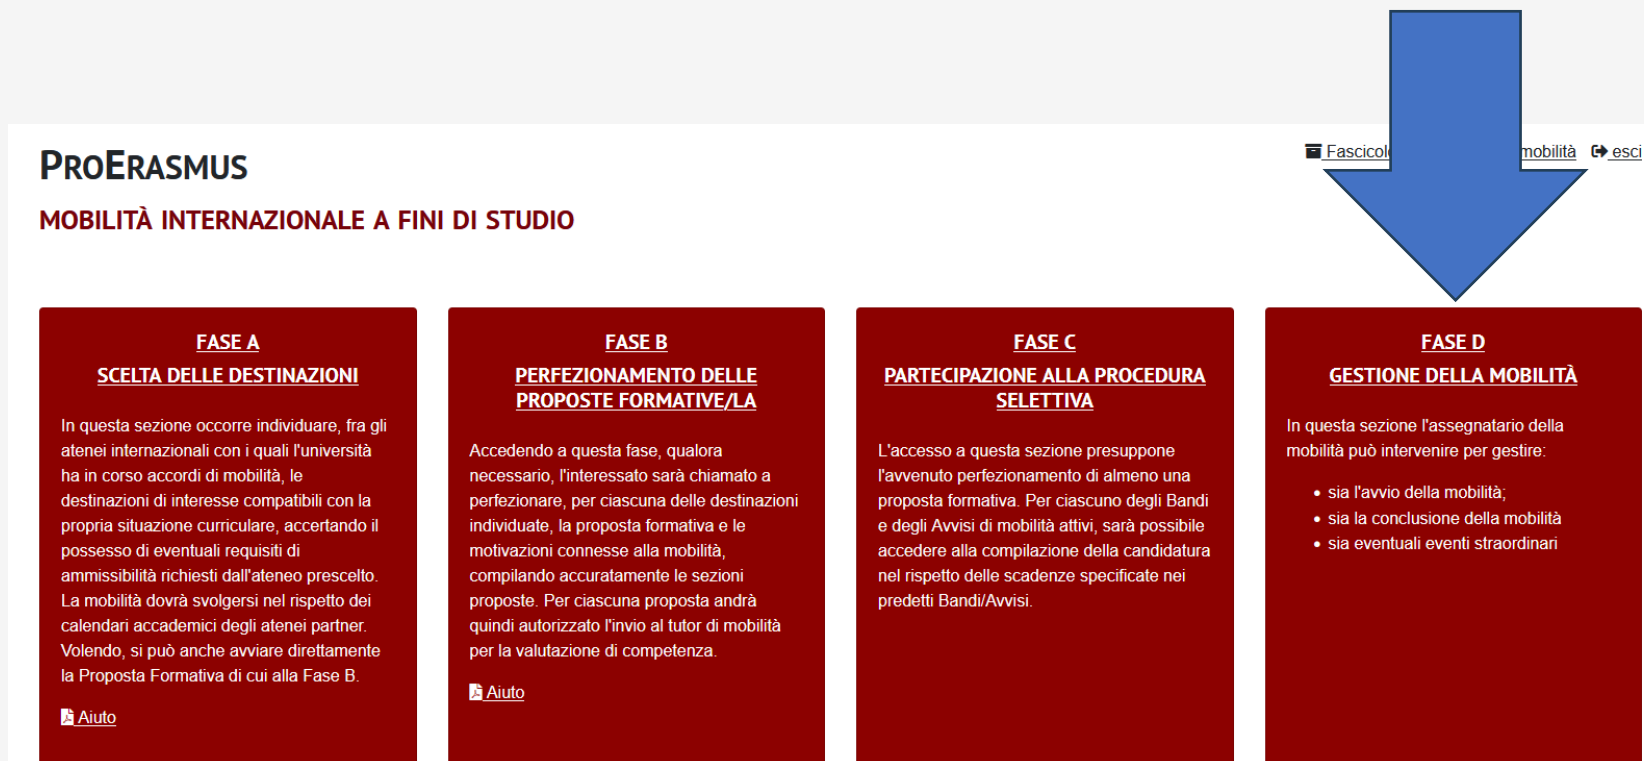 PROERASMUS
Fascicol mobilità esci
MOBILITÀ INTERNAZIONALE A FINI DI STUDIO
FASE A
SCELTA DELLE DESTINAZIONI
In questa sezione occorre individuare, fra gli
atenei internazionali con i quali l'università
ha in corso accordi di mobilità, le
destinazioni di interesse compatibili con la
propria situazione curriculare, accertando il
possesso di eventuali requisiti di
ammissibilità richiesti dall'ateneo prescelto.
La mobilità dovrà svolgersi nel rispetto dei
calendari accademici degli atenei partner.
Volendo, si può anche avviare direttamente
la Proposta Formativa di cui alla Fase B.
Aiuto
FASE B
PERFEZIONAMENTO DELLE
PROPOSTE FORMATIVE/LA
Accedendo a questa fase, qualora
necessario, l'interessato sarà chiamato a
perfezionare, per ciascuna delle destinazioni
individuate, la proposta formativa e le
motivazioni connesse alla mobilità,
compilando accuratamente le sezioni
proposte. Per ciascuna proposta andrà
quindi autorizzato l'invio al tutor di mobilità
per la valutazione di competenza.
Aiuto
FASE C
PARTECIPAZIONE ALLA PROCEDURA
SELETTIVA
L'accesso a questa sezione presuppone
l'avvenuto perfezionamento di almeno una
proposta formativa. Per ciascuno degli Bandi
e degli Avvisi di mobilità attivi, sarà possibile
accedere alla compilazione della candidatura
nel rispetto delle scadenze specificate nei
predetti Bandi/Avvisi.
FASE D
GESTIONE DELLA MOBILITÀ
In questa sezione l'assegnatario della
mobilità può intervenire per gestire:
• sia l'avvio della mobilità;
• sia la conclusione della mobilità
• sia eventuali eventi straordinari